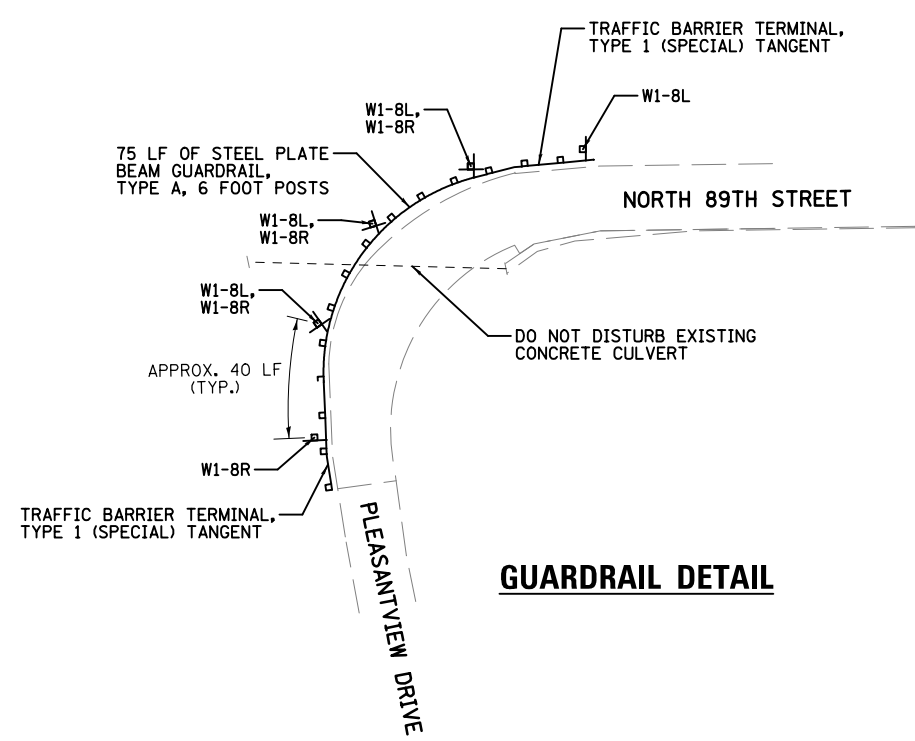 TRAFFIC BARRIER TERMINAL,
TYPE 1 (SPECIAL) TANGENT
W1-8L
W1-8L,
W1-8R
75 LF OF STEEL PLATE
BEAM GUARDRAIL,
TYPE A, 6 FOOT POSTS
NORTH 89TH STREET
W1-8L,
W1-8R
W1-8L,
W1-8R
DO NOT DISTURB EXISTING
CONCRETE CULVERT
APPROX. 40 LF
(TYP.)
W1-8R
TRAFFIC BARRIER TERMINAL,
TYPE 1 (SPECIAL) TANGENT
PLEASANTVIEW DRIVE
GUARDRAIL DETAIL